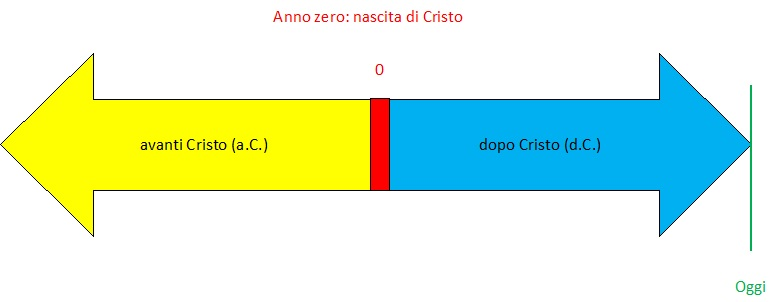 Anno zero: nascita di Cristo
0
avanti Cristo (a.C.)
dopo Cristo (d.C.)
Oggi